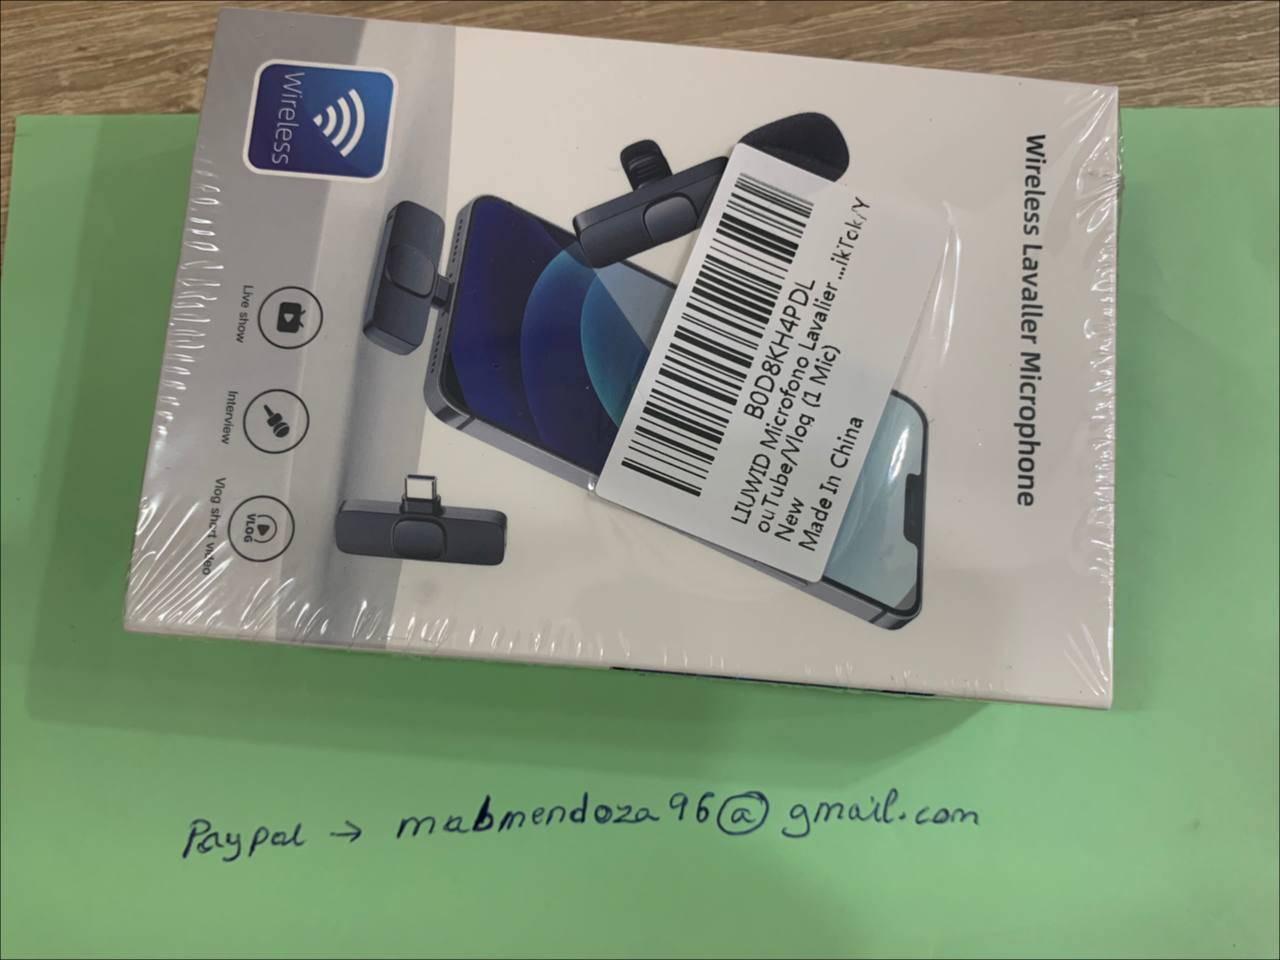 Wireless Lavaller Microphone
B0D8KH4PDL
LIUWID Microfono Lavalier ...ikTok/Y
ouTube/Vlog (1 Mic)
New
Made In China
Wireless
Live show
Interview
VLOG
Vlog short video
Paypal → mabmendoza96@gmail.com